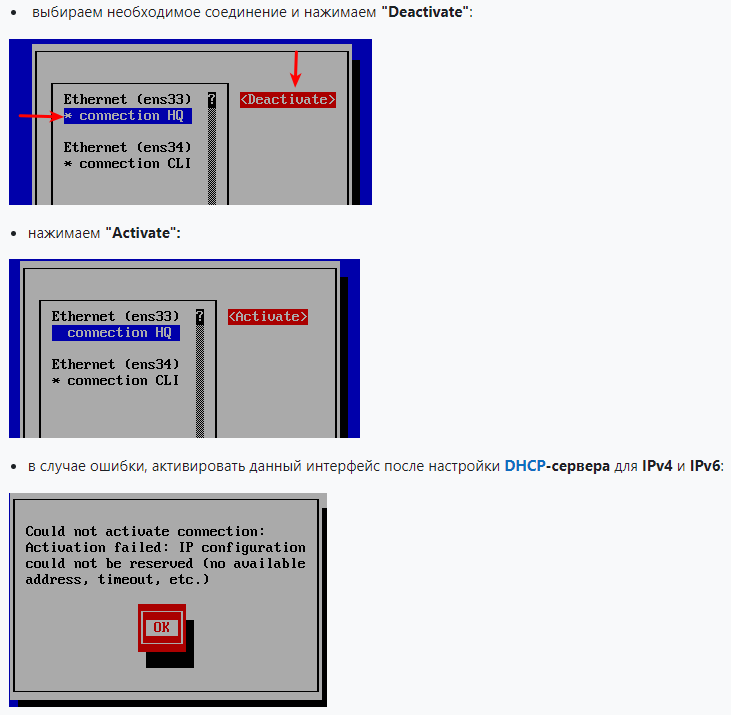 • выбираем необходимое соединение и нажимаем "Deactivate":
Ethernet (ens33) ? <Deactivate>
* connection HQ
Ethernet (ens34)
* connection CLI
• нажимаем "Activate":
Ethernet (ens33) ? <Activate>
connection HQ
Ethernet (ens34)
* connection CLI
• в случае ошибки, активировать данный интерфейс после настройки DHCP-сервера для IPv4 и IPv6:
Could not activate connection:
Activation failed: IP configuration
could not be reserved (no available
address, timeout, etc.)
OK